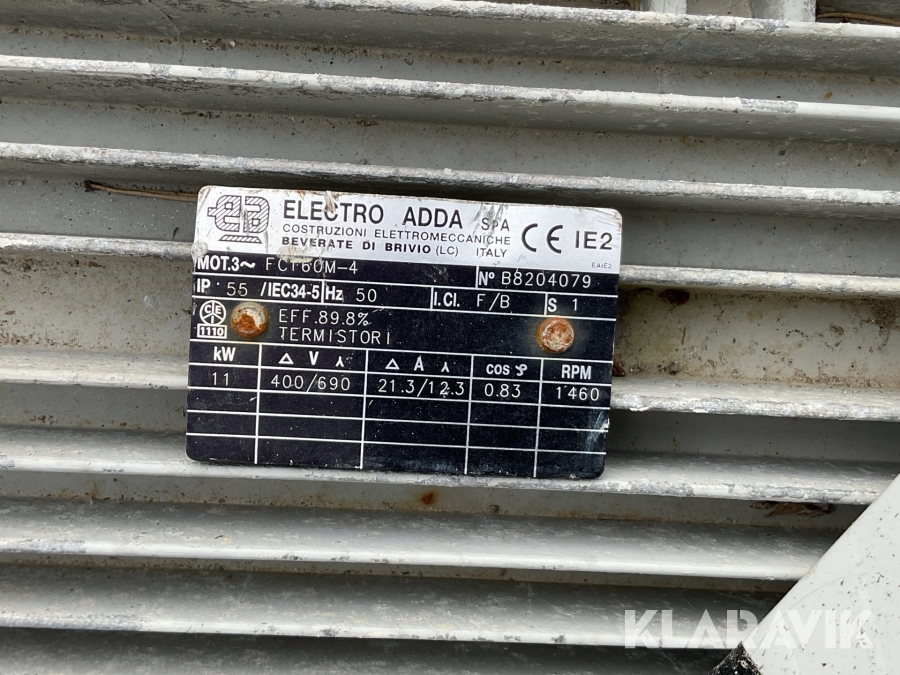 ELECTRO ADDA SPA
COSTRUZIONI ELETTROMECCANICHE
BEVERATE DI BRIVIO (LC) ITALY
CE IE2
EAIE2
MOT.3~ FC160M-4 Nº B8204079
IP 55 /IEC34-5 Hz 50 I.CL. F/B S 1
1110 EFF.89.8%
TERMISTORI
kW Δ V ⅄ Δ A ⅄ cos φ RPM
11 400/690 21.3/12.3 0.83 1460
KLARAVIK